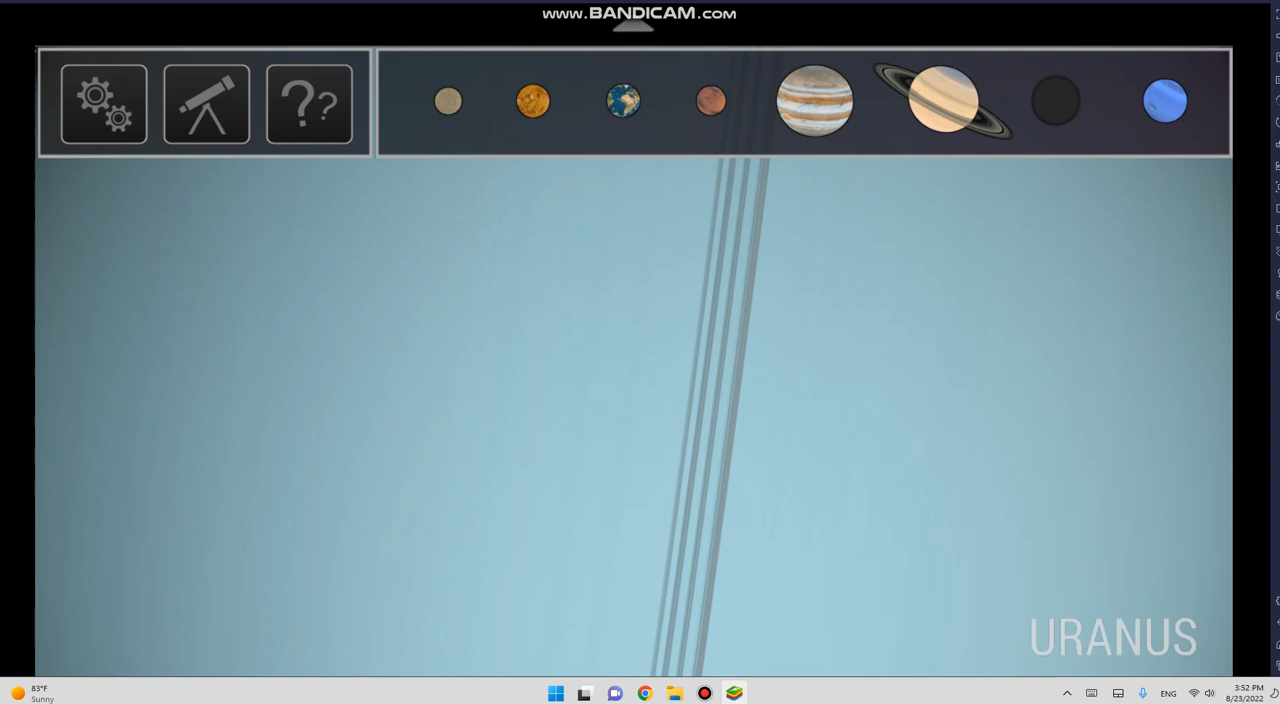 www.BANDICAM.com
? ?
URANUS
83°F
Sunny
ENG
3:52 PM
8/23/2022